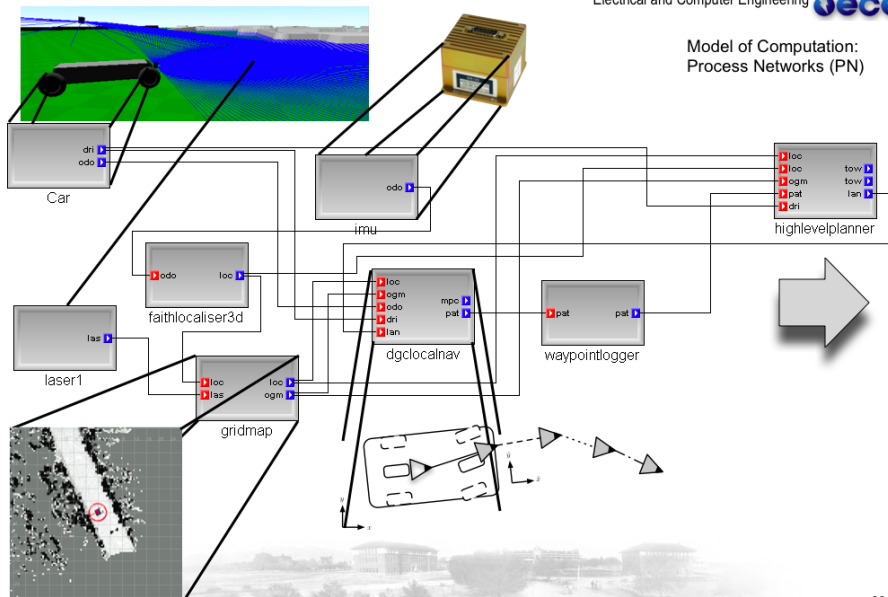 Electrical and Computer Engineering
Model of Computation:
Process Networks (PN)
dri
odo
Car
odo
imu
loc
loc
ogm
pat
dri
tow
tow
lan
highlevelplanner
odo
loc
faithlocaliser3d
loc
ogm
odo
dri
lan
mpc
pat
dgclocalnav
pat
pat
waypointlogger
las
laser1
loc
las
loc
ogm
gridmap
y
x